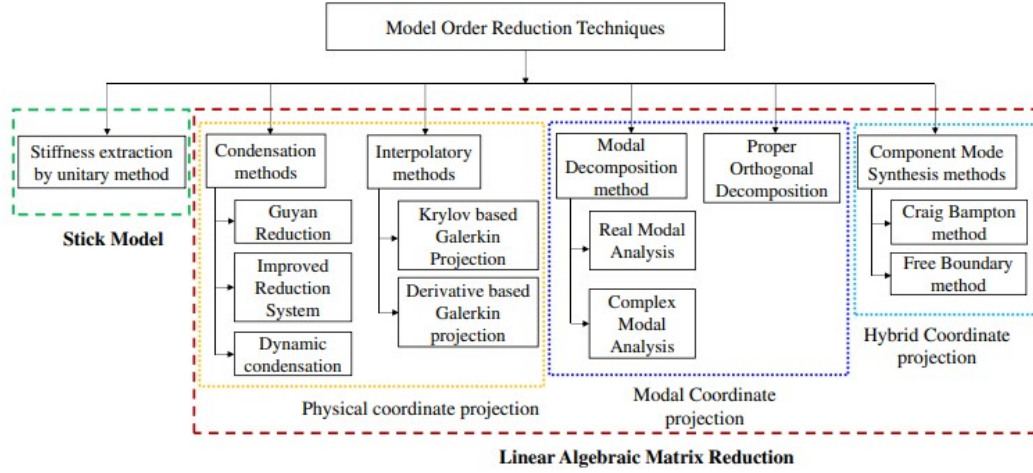 Model Order Reduction Techniques
Stiffness extraction
by unitary method
Stick Model
Condensation
methods
Guyan
Reduction
Improved
Reduction
System
Dynamic
condensation
Interpolatory
methods
Krylov based
Galerkin
Projection
Derivative based
Galerkin projection
Physical coordinate projection
Modal
Decomposition
method
Real Modal
Analysis
Complex
Modal
Analysis
Proper
Orthogonal
Decomposition
Modal Coordinate
projection
Component Mode
Synthesis methods
Craig Bampton
method
Free Boundary
method
Hybrid Coordinate
projection
Linear Algebraic Matrix Reduction